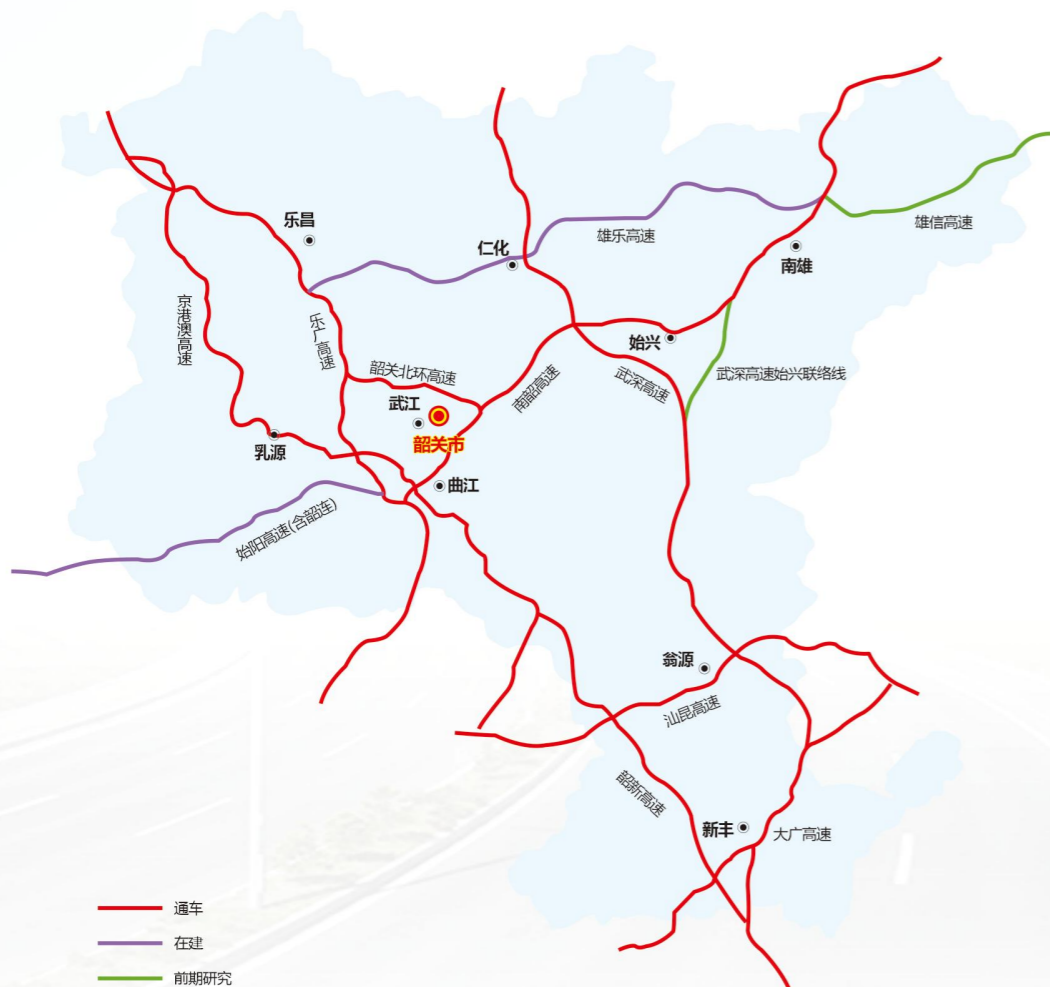 乐昌
仁化
雄乐高速
雄信高速
南雄
京港澳高速
乐广高速
韶关北环高速
南韶高速
始兴
武深高速
武深高速始兴联络线
武江
韶关市
乳源
曲江
始阳高速(含韶连)
翁源
汕昆高速
韶新高速
新丰
大广高速
通车
在建
前期研究